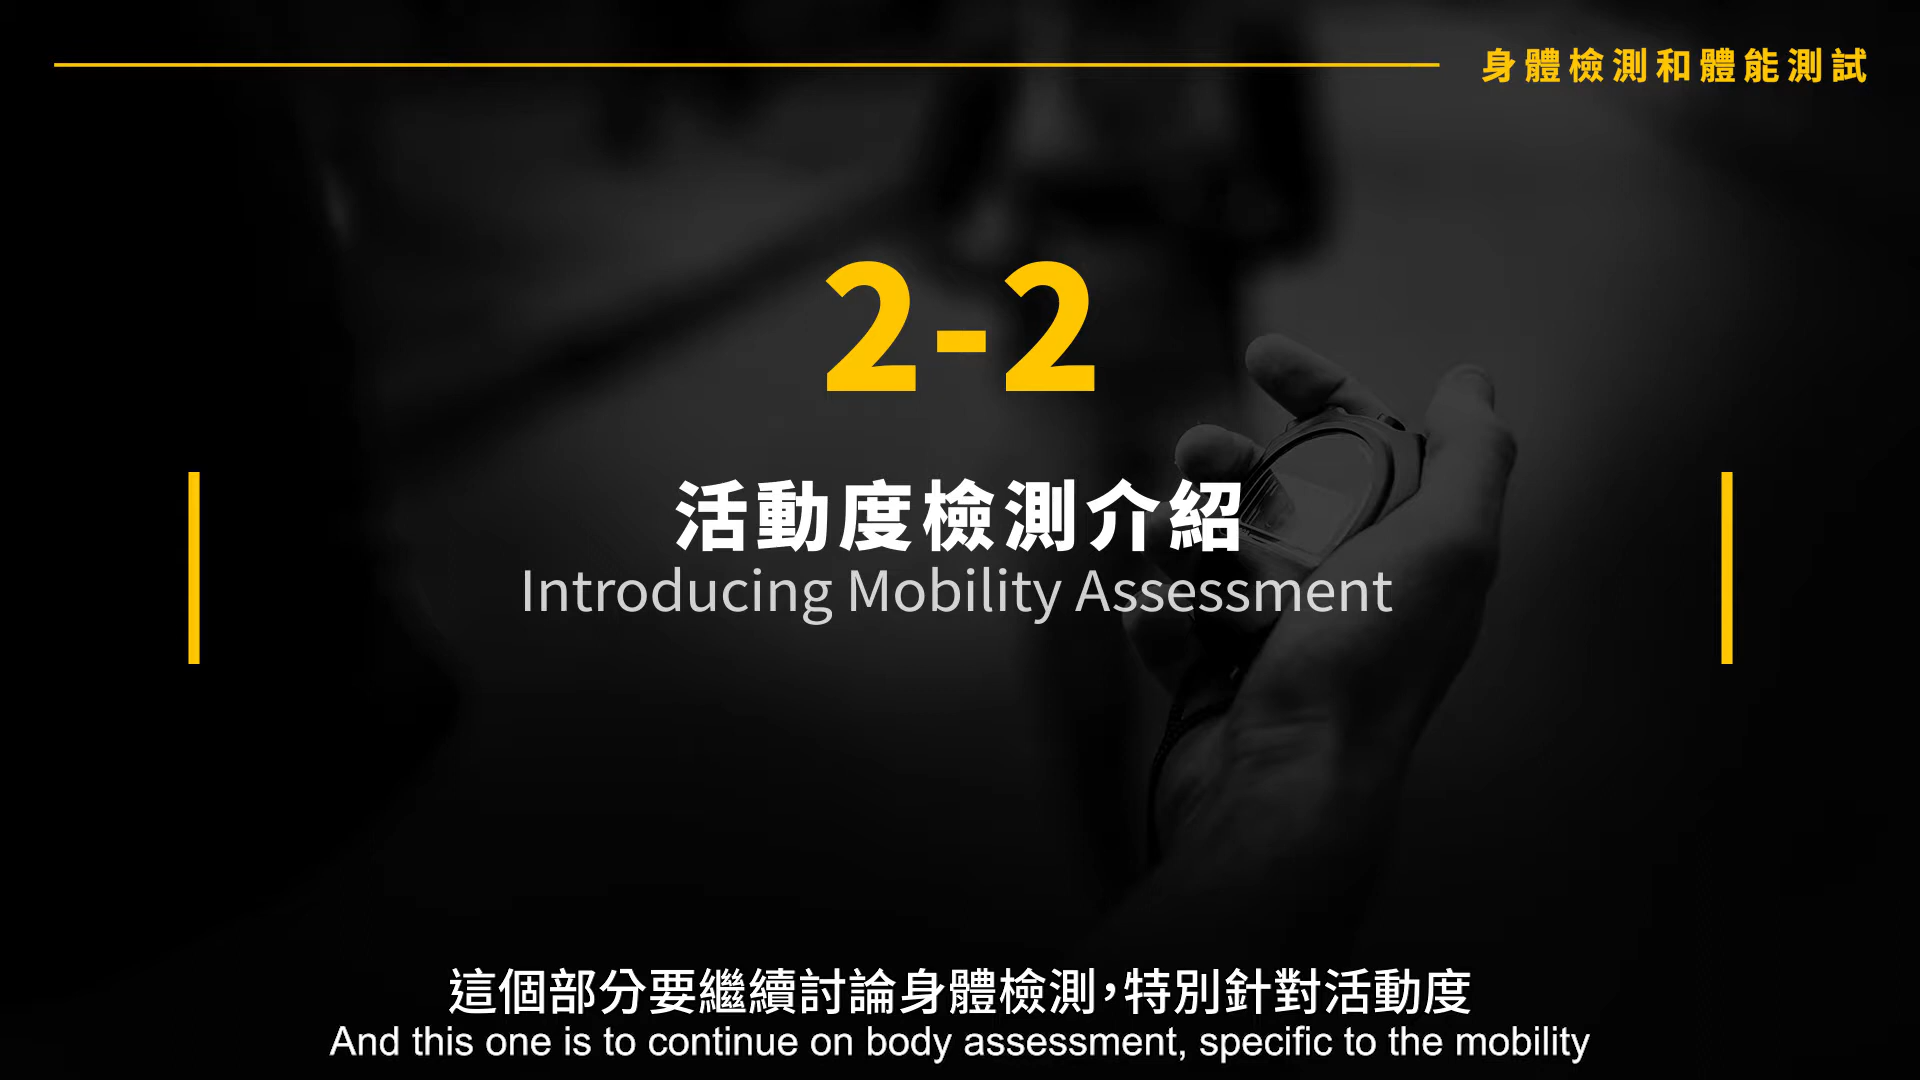 身體檢測和體能測試
2-2
活動度檢測介紹
Introducing Mobility Assessment
這個部分要繼續討論身體檢測，特別針對活動度
And this one is to continue on body assessment, specific to the mobility